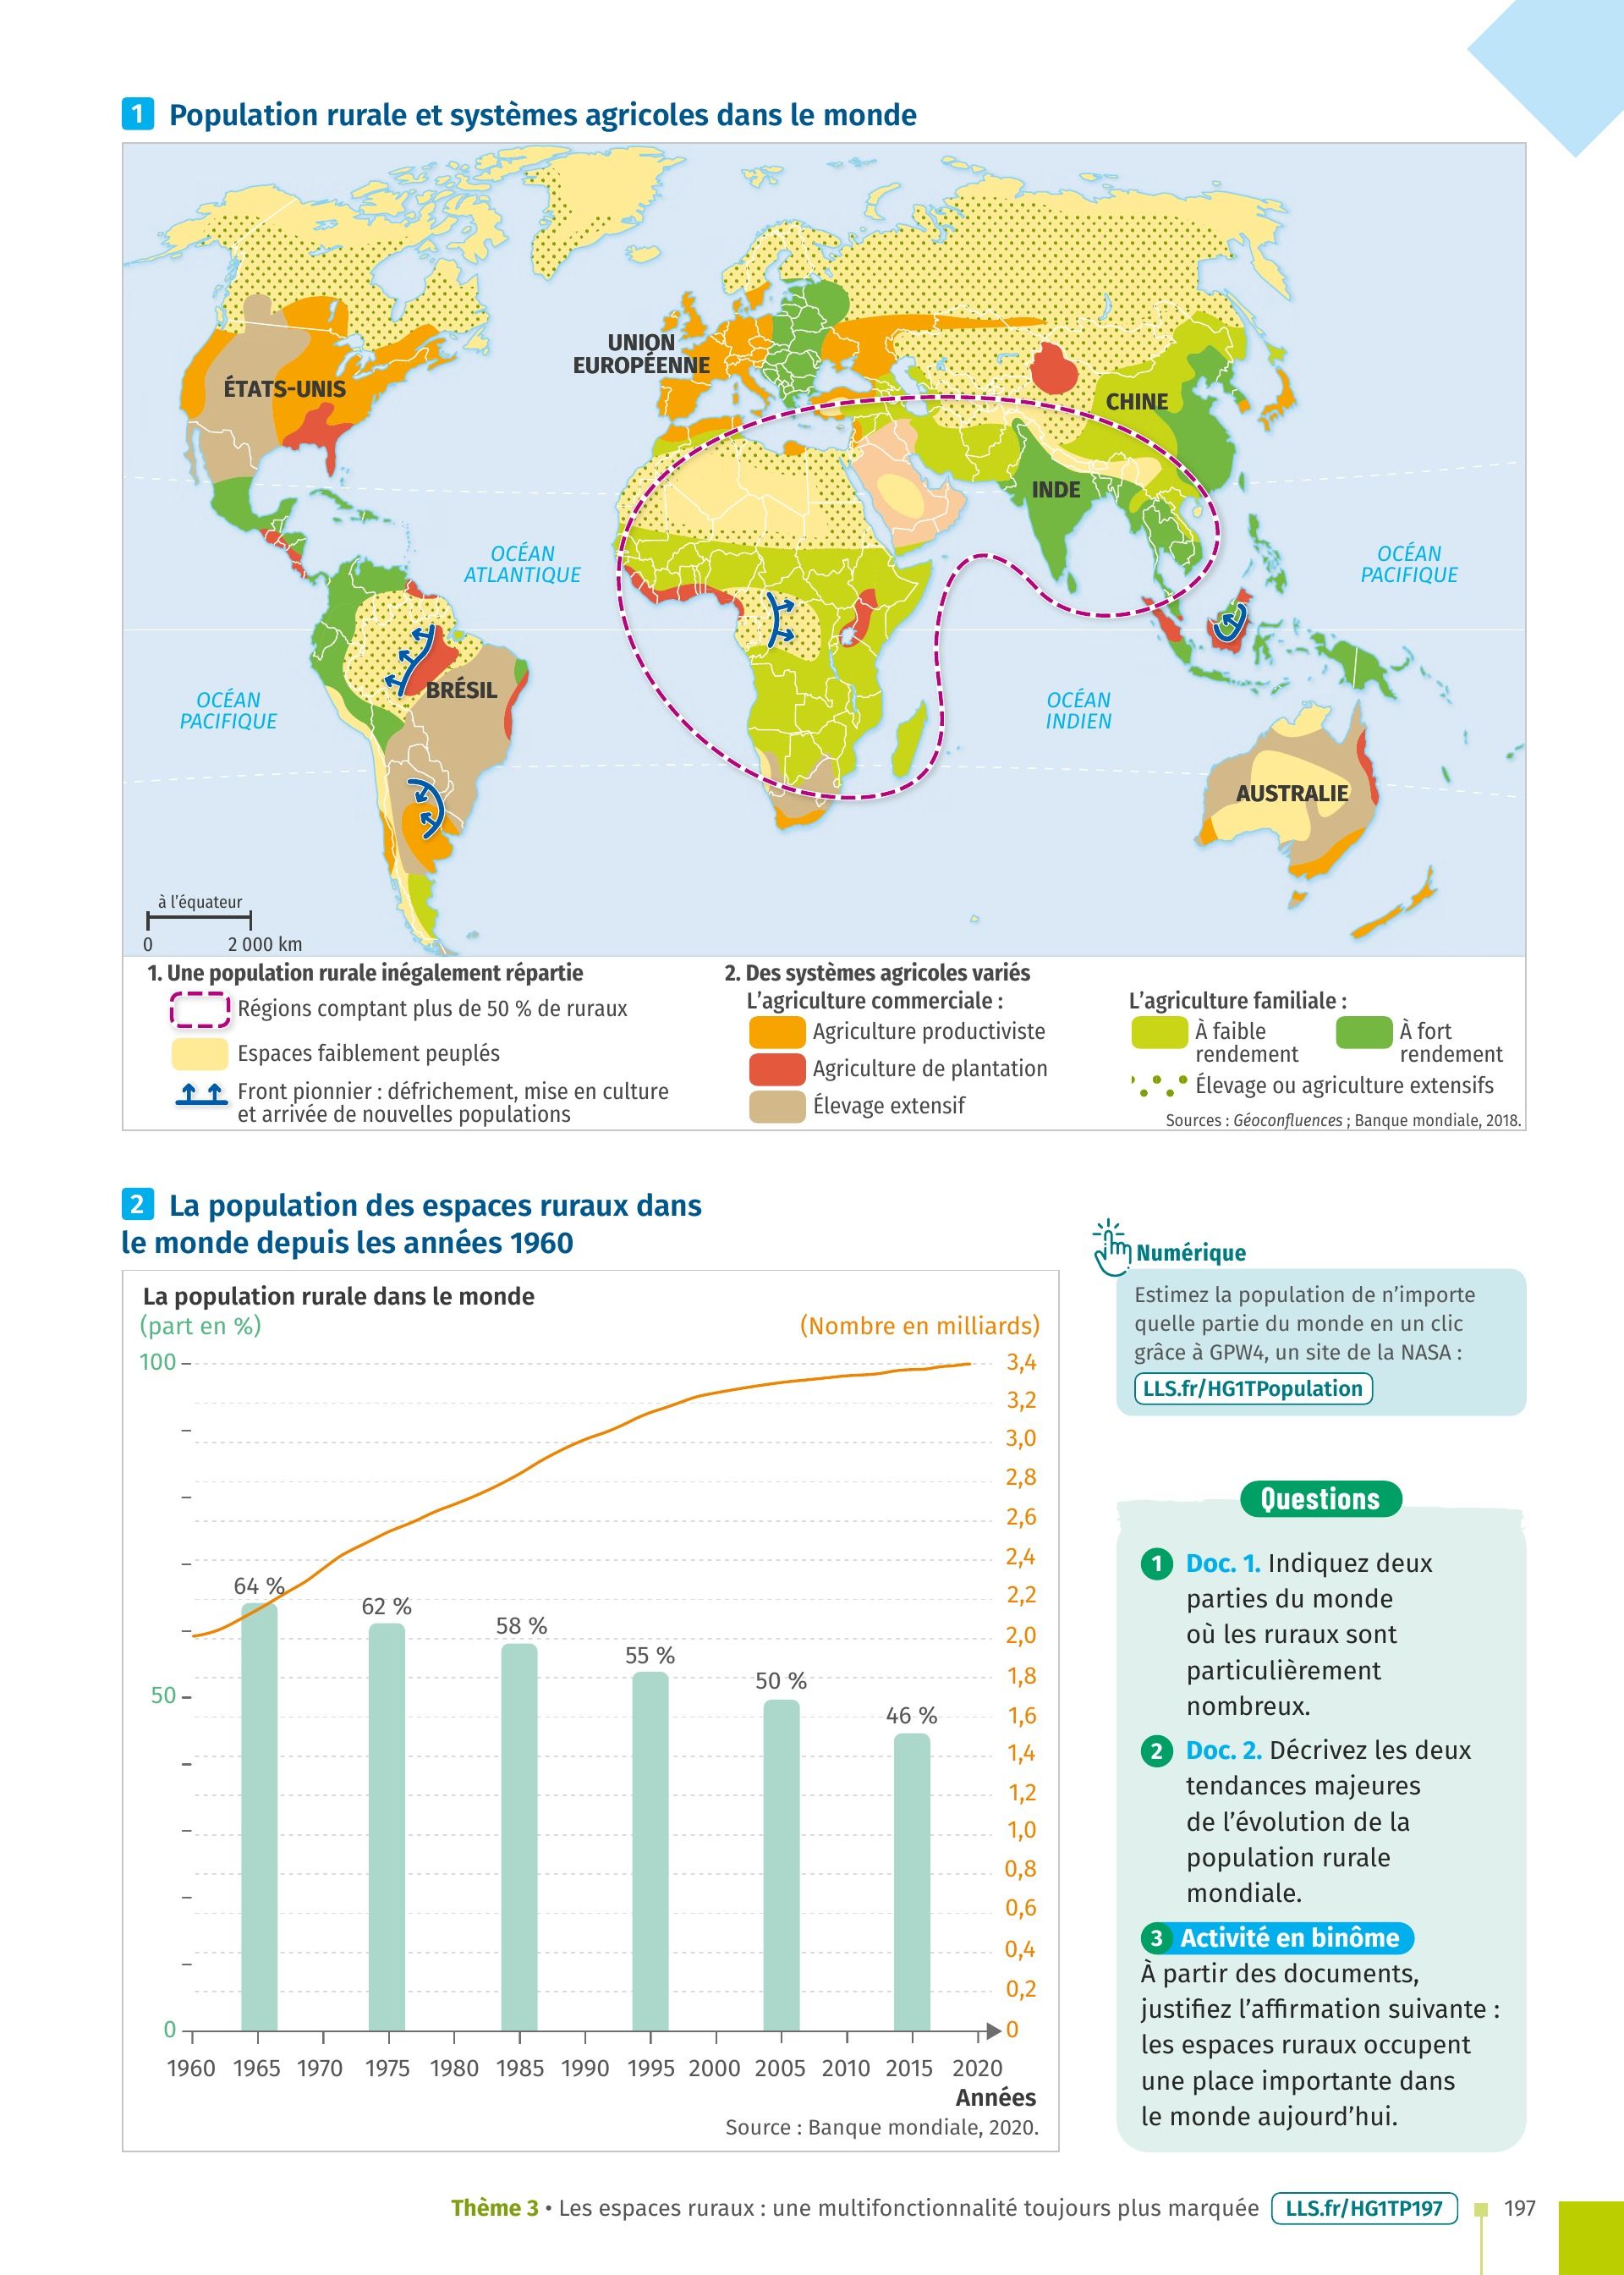 1 Population rurale et systèmes agricoles dans le monde
UNION
EUROPÉENNE
ÉTATS-UNIS
CHINE
INDE
OCÉAN
ATLANTIQUE
OCÉAN
PACIFIQUE
BRÉSIL
OCÉAN
PACIFIQUE
OCÉAN
INDIEN
AUSTRALIE
à l'équateur
0 2 000 km
1. Une population rurale inégalement répartie
Régions comptant plus de 50 % de ruraux
Espaces faiblement peuplés
Front pionnier : défrichement, mise en culture
et arrivée de nouvelles populations
2. Des systèmes agricoles variés
L'agriculture commerciale :
Agriculture productiviste
Agriculture de plantation
Élevage extensif
L'agriculture familiale :
À faible
rendement
À fort
rendement
Élevage ou agriculture extensifs
Sources : Géoconfluences ; Banque mondiale, 2018.
2 La population des espaces ruraux dans
le monde depuis les années 1960
La population rurale dans le monde
(part en %)
(Nombre en milliards)
100
50
0
3,4
3,2
3,0
2,8
2,6
2,4
2,2
2,0
1,8
1,6
1,4
1,2
1,0
0,8
0,6
0,4
0,2
0
64 %
62 %
58 %
55 %
50 %
46 %
1960 1965 1970 1975 1980 1985 1990 1995 2000 2005 2010 2015 2020
Années
Source : Banque mondiale, 2020.
Numérique
Estimez la population de n'importe
quelle partie du monde en un clic
grâce à GPW4, un site de la NASA :
LLS.fr/HG1TPopulation
Questions
1 Doc. 1. Indiquez deux
parties du monde
où les ruraux sont
particulièrement
nombreux.
2 Doc. 2. Décrivez les deux
tendances majeures
de l'évolution de la
population rurale
mondiale.
3 Activité en binôme
À partir des documents,
justifiez l'affirmation suivante :
les espaces ruraux occupent
une place importante dans
le monde aujourd'hui.
Thème 3 • Les espaces ruraux : une multifonctionnalité toujours plus marquée LLS.fr/HG1TP197 197